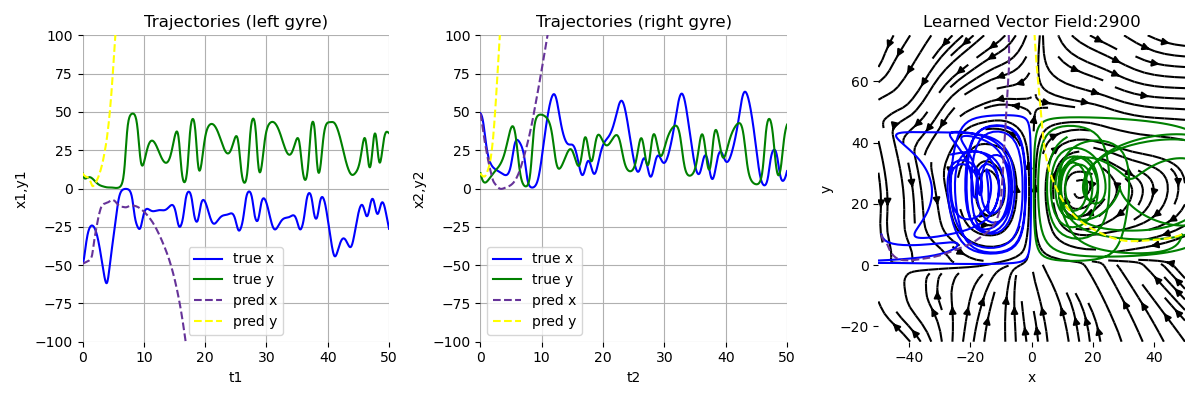 Trajectories (left gyre)
100
75
50
25
0
−25
−50
−75
−100
0
10
20
30
40
50
x1,y1
t1
true x
true y
pred x
pred y
Trajectories (right gyre)
100
75
50
25
0
−25
−50
−75
−100
0
10
20
30
40
50
x2,y2
t2
true x
true y
pred x
pred y
Learned Vector Field:2900
60
40
20
0
−20
−40
−20
0
20
40
y
x